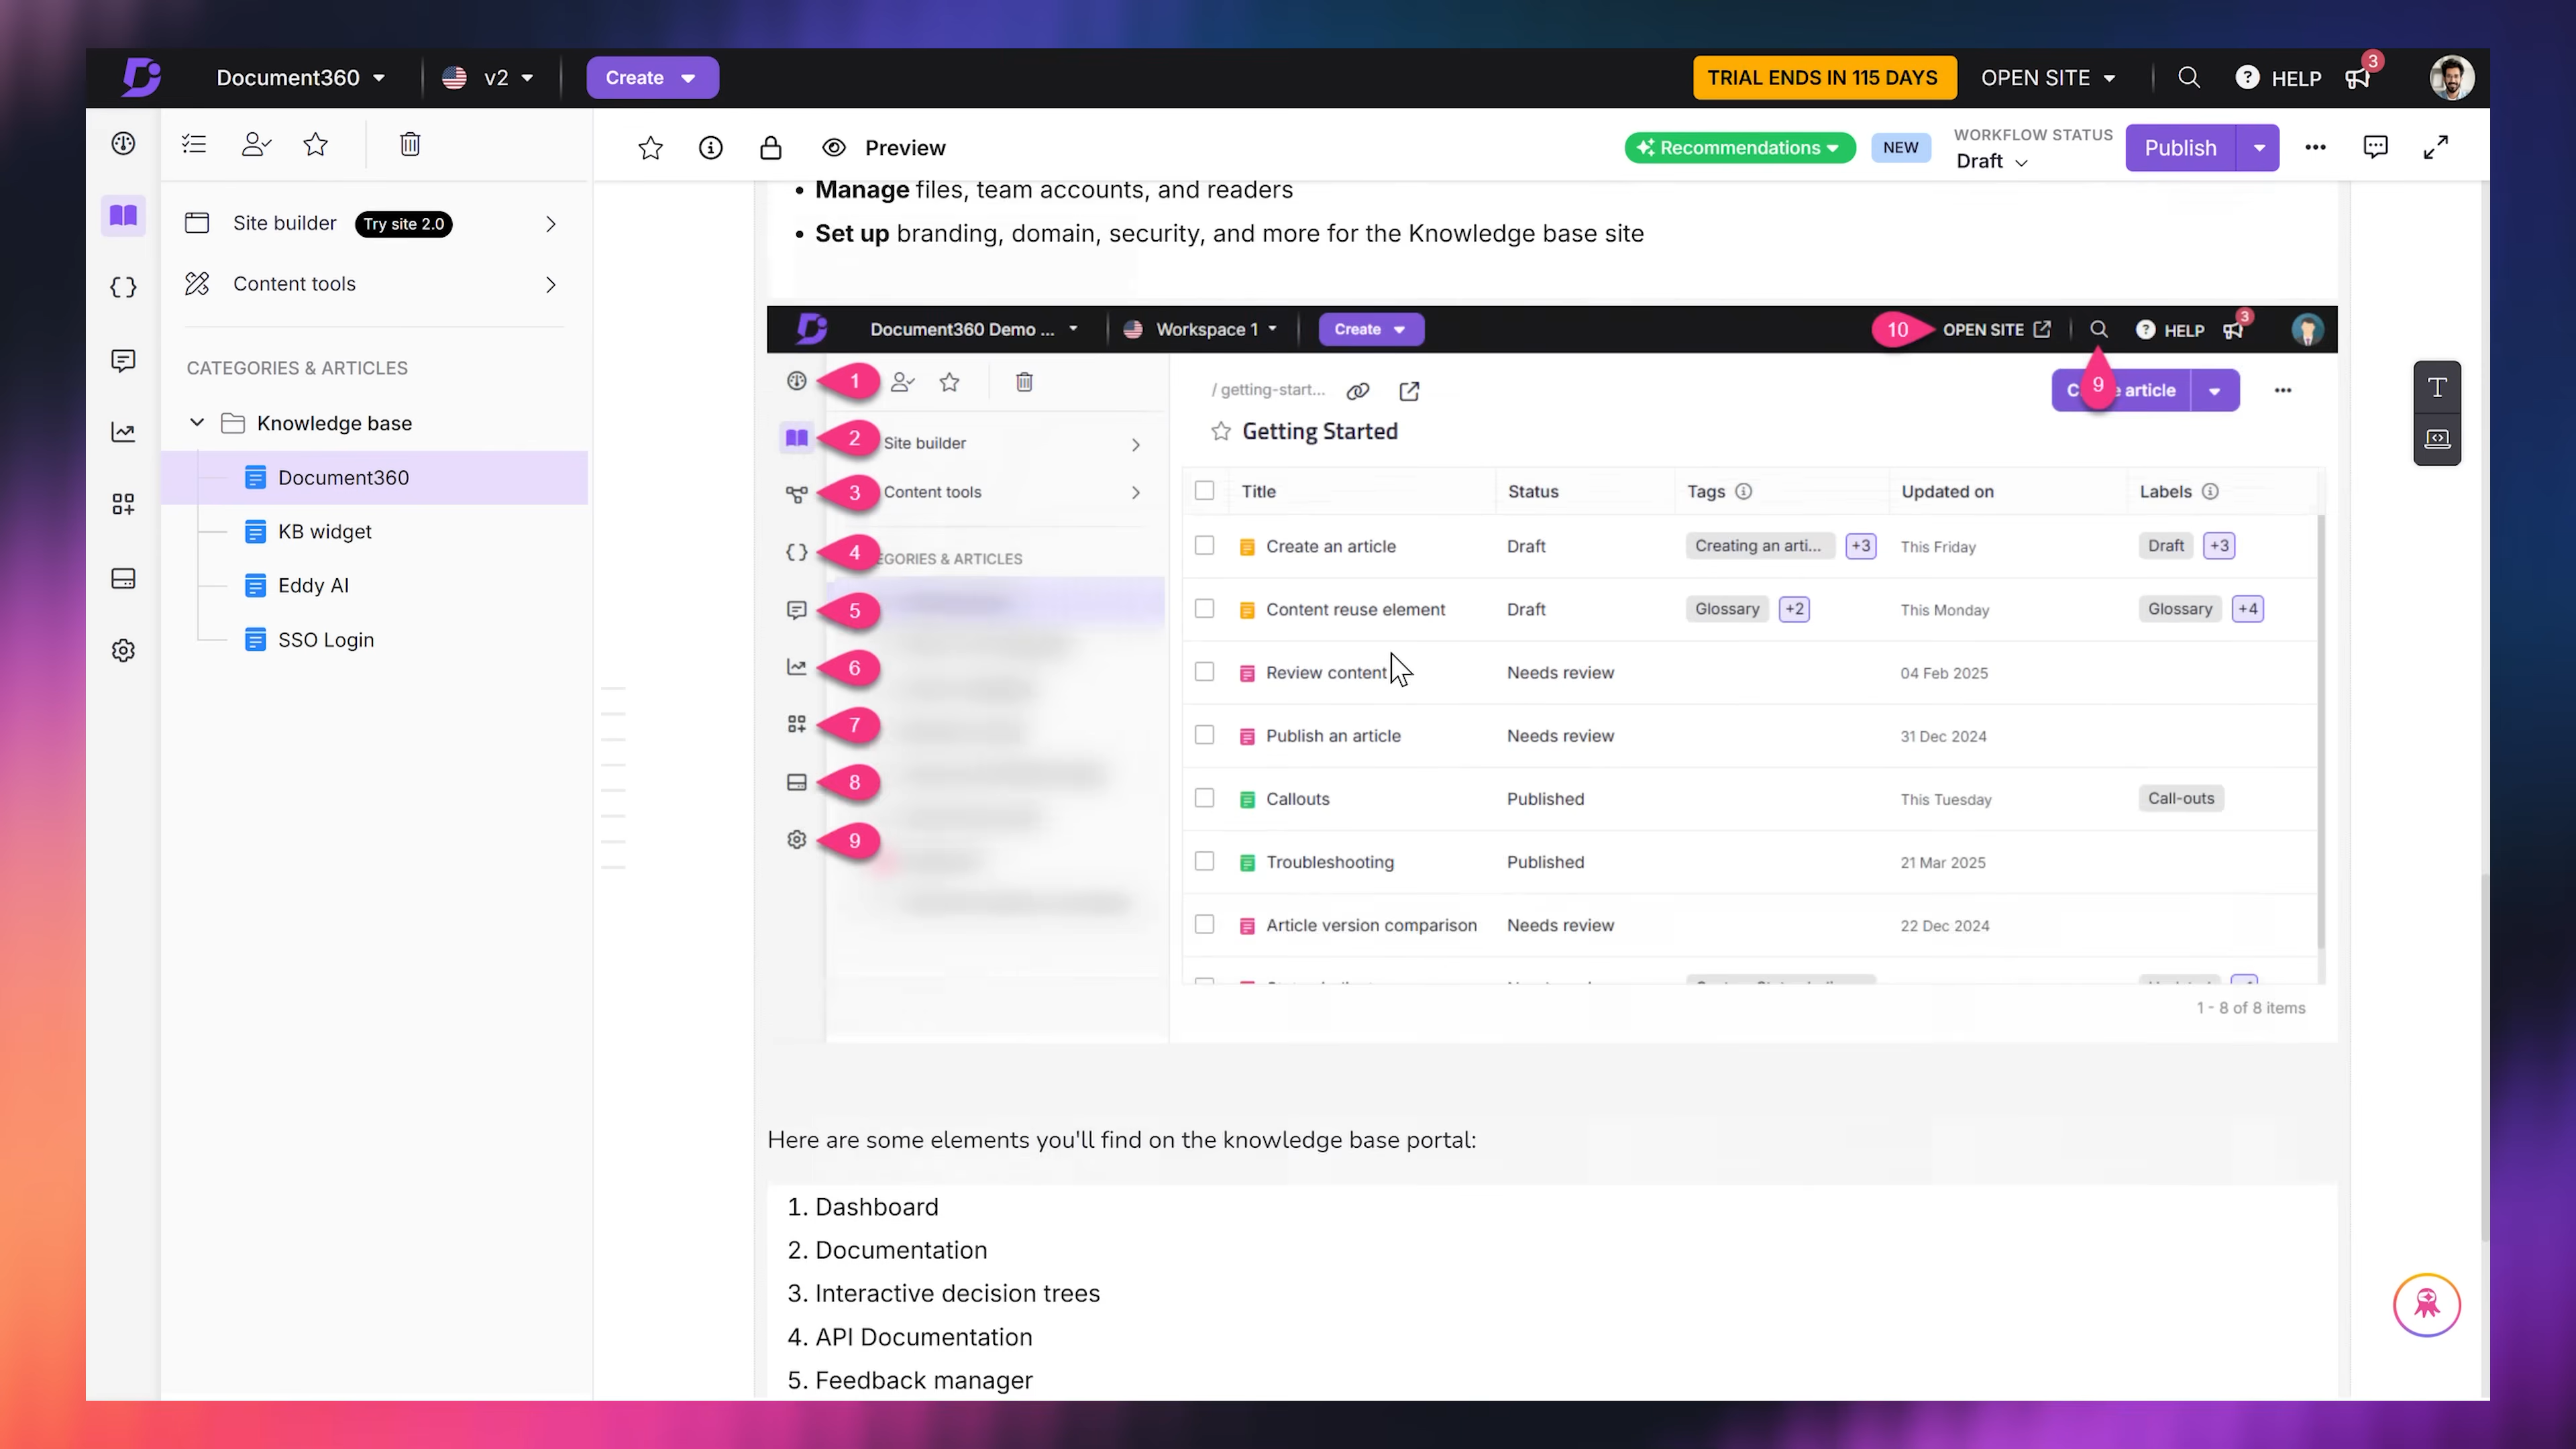 Document360 v2 Create TRIAL ENDS IN 115 DAYS OPEN SITE HELP 3
Preview Recommendations NEW WORKFLOW STATUS Draft Publish
Site builder Try site 2.0
Content tools
CATEGORIES & ARTICLES
Knowledge base
Document360
KB widget
Eddy AI
SSO Login
• Manage files, team accounts, and readers
• Set up branding, domain, security, and more for the Knowledge base site
Document360 Demo ... Workspace 1 Create 10 OPEN SITE HELP 3
1
2 Site builder
3 Content tools
4 EGORIES & ARTICLES
5
6
7
8
9
/ getting-start... 9 article
Getting Started
Title Status Tags Updated on Labels
Create an article Draft Creating an arti... +3 This Friday Draft +3
Content reuse element Draft Glossary +2 This Monday Glossary +4
Review content Needs review 04 Feb 2025
Publish an article Needs review 31 Dec 2024
Callouts Published This Tuesday Call-outs
Troubleshooting Published 21 Mar 2025
Article version comparison Needs review 22 Dec 2024
1 - 8 of 8 items
Here are some elements you'll find on the knowledge base portal:
1. Dashboard
2. Documentation
3. Interactive decision trees
4. API Documentation
5. Feedback manager